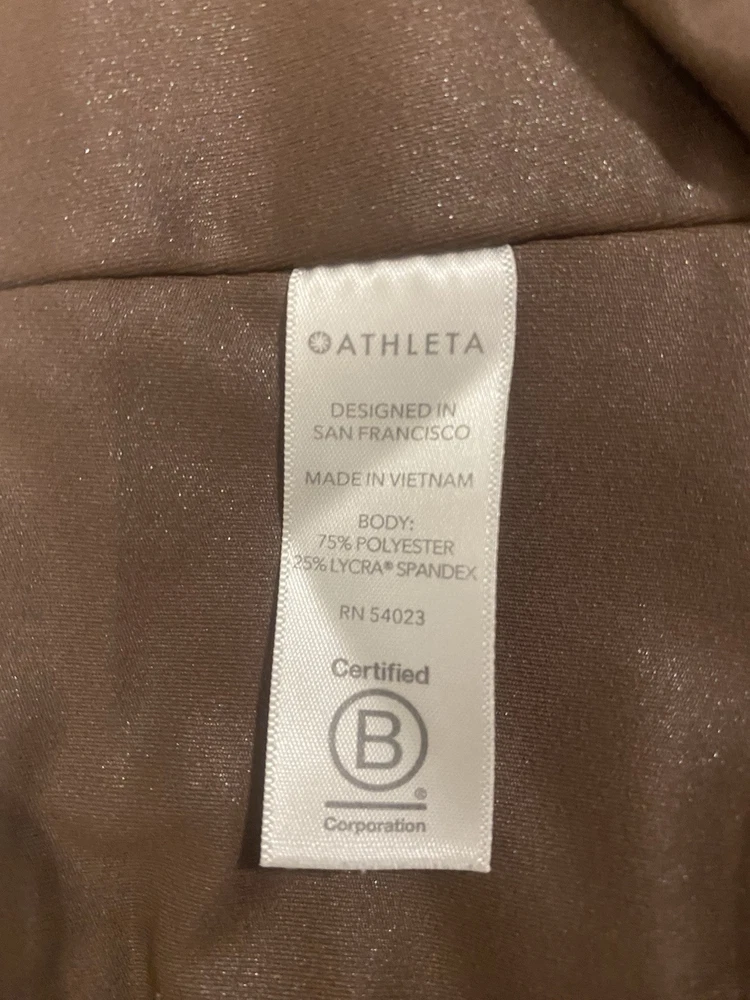 ATHLETA
DESIGNED IN
SAN FRANCISCO
MADE IN VIETNAM
BODY:
75% POLYESTER
25% LYCRA® SPANDEX
RN 54023
Certified
B
®
Corporation